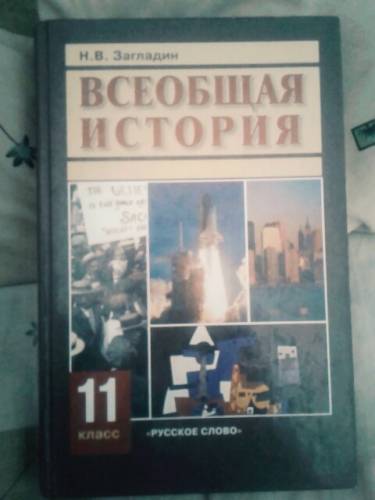 Н.В. Загладин
ВСЕОБЩАЯ
ИСТОРИЯ
11
класс
«РУССКОЕ СЛОВО»